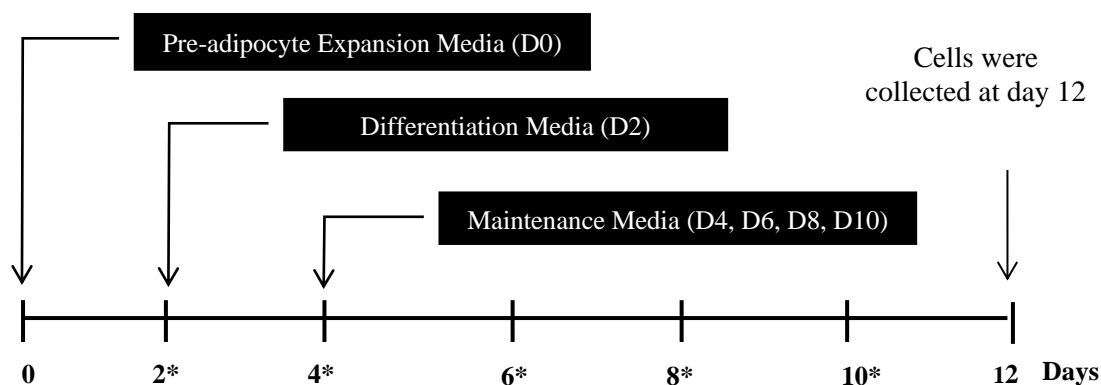 Pre-adipocyte Expansion Media (D0)
Cells were
collected at day 12
Differentiation Media (D2)
Maintenance Media (D4, D6, D8, D10)
0 2* 4* 6* 8* 10* 12 Days